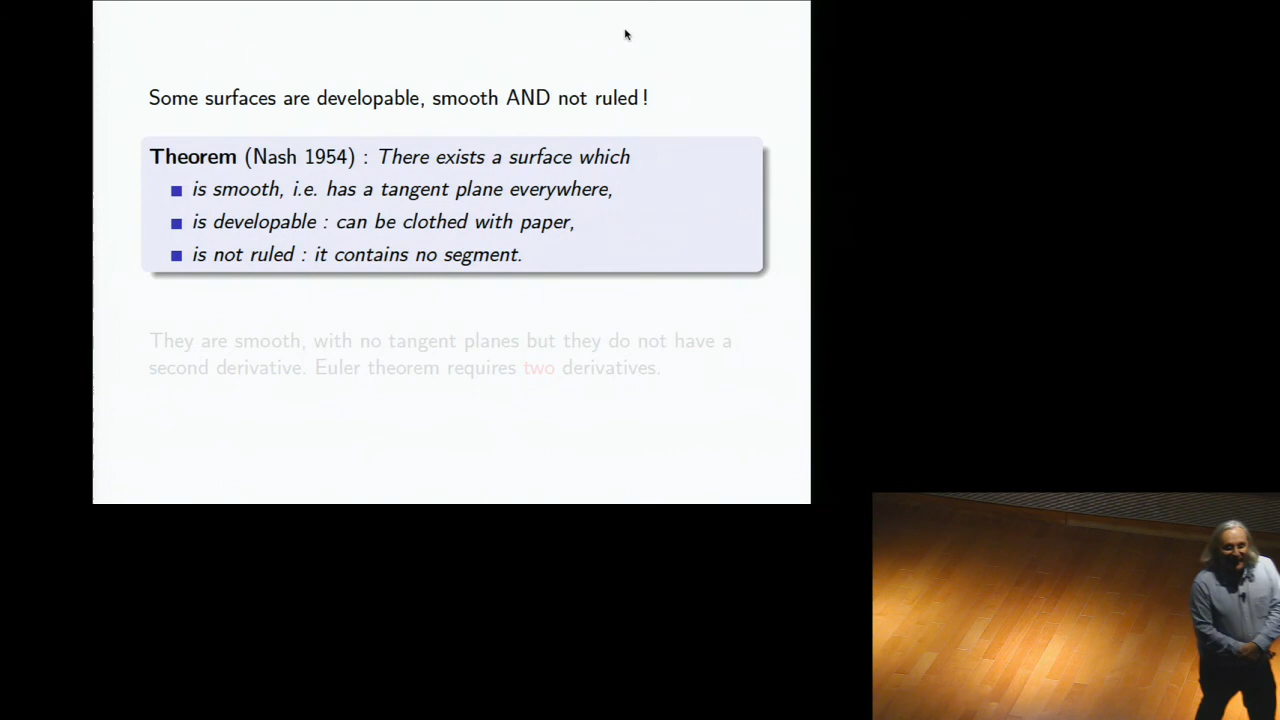 Some surfaces are developable, smooth AND not ruled !
Theorem (Nash 1954) : There exists a surface which
is smooth, i.e. has a tangent plane everywhere,
is developable : can be clothed with paper,
is not ruled : it contains no segment.
They are smooth, with no tangent planes but they do not have a
second derivative. Euler theorem requires two derivatives.